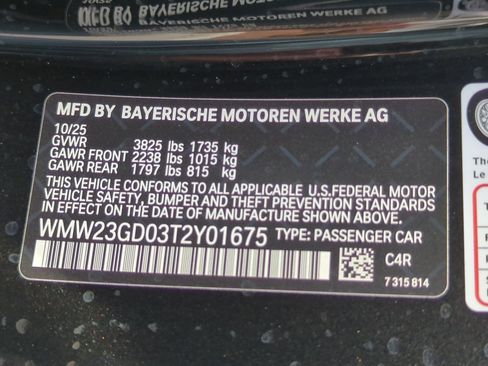 MFD BY BAYERISCHE MOTOREN WERKE AG
10/25
GVWR 3825 lbs 1735 kg
GAWR FRONT 2238 lbs 1015 kg
GAWR REAR 1797 lbs 815 kg
THIS VEHICLE CONFORMS TO ALL APPLICABLE U.S.FEDERAL MOTOR
VEHICLE SAFETY, BUMPER AND THEFT PREVENTION STANDARDS
IN EFFECT ON THE DATE OF MANUFACTURE SHOWN ABOVE.
WMW23GD03T2Y01675 TYPE: PASSENGER CAR
C4R
7 315 814
The
Le